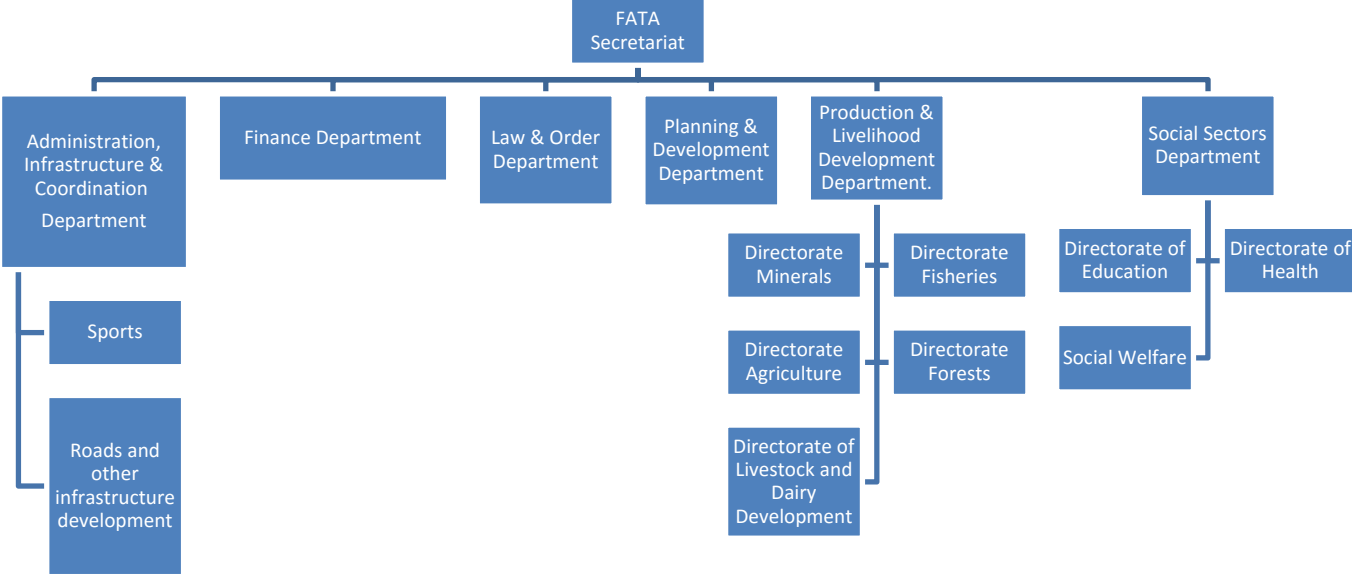 FATA
Secretariat
Administration,
Infrastructure &
Coordination
Department
Finance Department
Law & Order
Department
Planning &
Development
Department
Production &
Livelihood
Development
Department.
Social Sectors
Department
Sports
Roads and
other
infrastructure
development
Directorate
Minerals
Directorate
Fisheries
Directorate
Agriculture
Directorate
Forests
Directorate of
Livestock and
Dairy
Development
Directorate of
Education
Directorate of
Health
Social Welfare